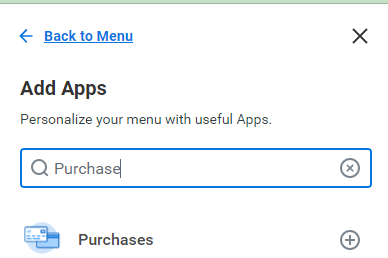 Back to Menu
Add Apps
Personalize your menu with useful Apps.
Purchase
Purchases